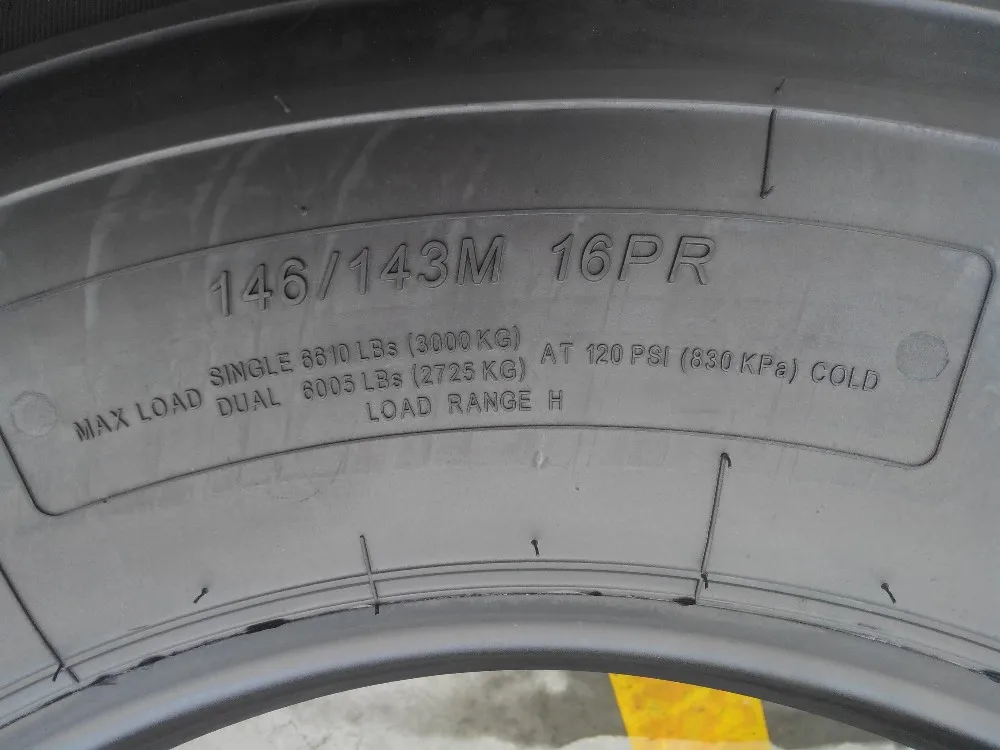 146/143M 16PR
MAX LOAD SINGLE 6610 LBs (3000 KG) AT 120 PSI (830 KPa) COLD
DUAL 6005 LBs (2725 KG)
LOAD RANGE H